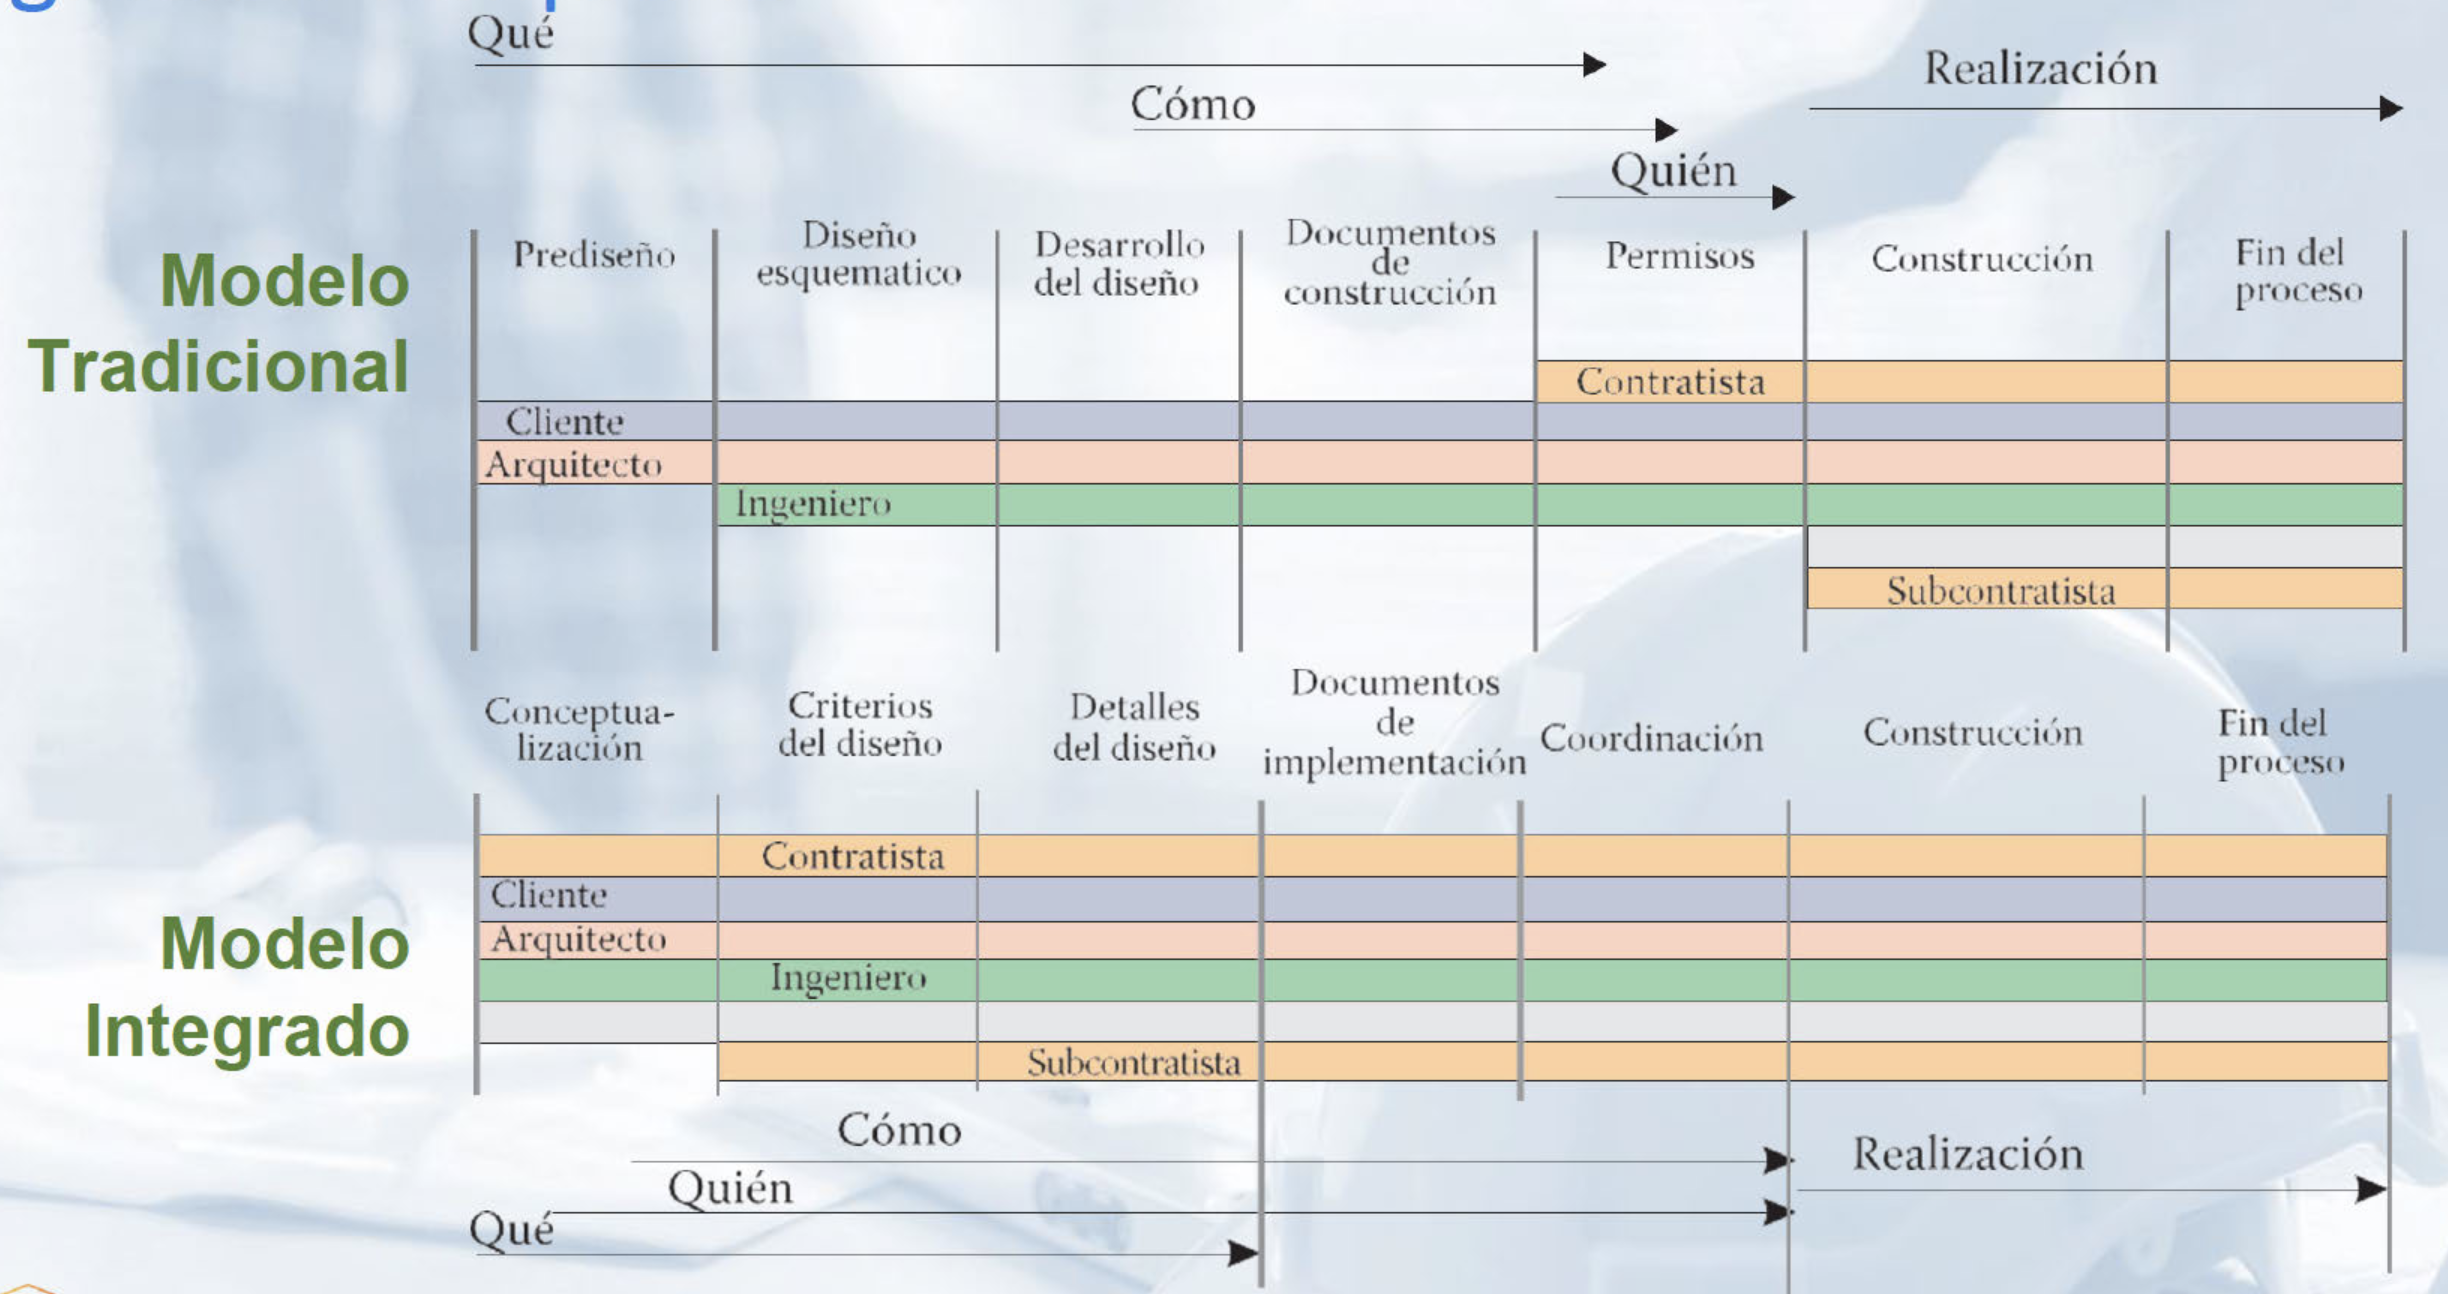 Qué
Cómo
Realización
Quién
Modelo
Tradicional
Prediseño
Diseño
esquematico
Desarrollo
del diseño
Documentos
de
construcción
Permisos
Construcción
Fin del
proceso
Contratista
Cliente
Arquitecto
Ingeniero
Subcontratista
Modelo
Integrado
Conceptua-
lización
Criterios
del diseño
Detalles
del diseño
Documentos
de
implementación
Coordinación
Construcción
Fin del
proceso
Contratista
Cliente
Arquitecto
Ingeniero
Subcontratista
Cómo
Realización
Quién
Qué